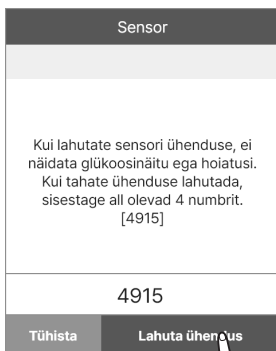 Sensor
Kui lahutate sensori ühenduse, ei
näidata glükoosinäitu ega hoiatusi.
Kui tahate ühenduse lahutada,
sisestage all olevad 4 numbrit.
[4915]
4915
Tühista
Lahuta ühendus